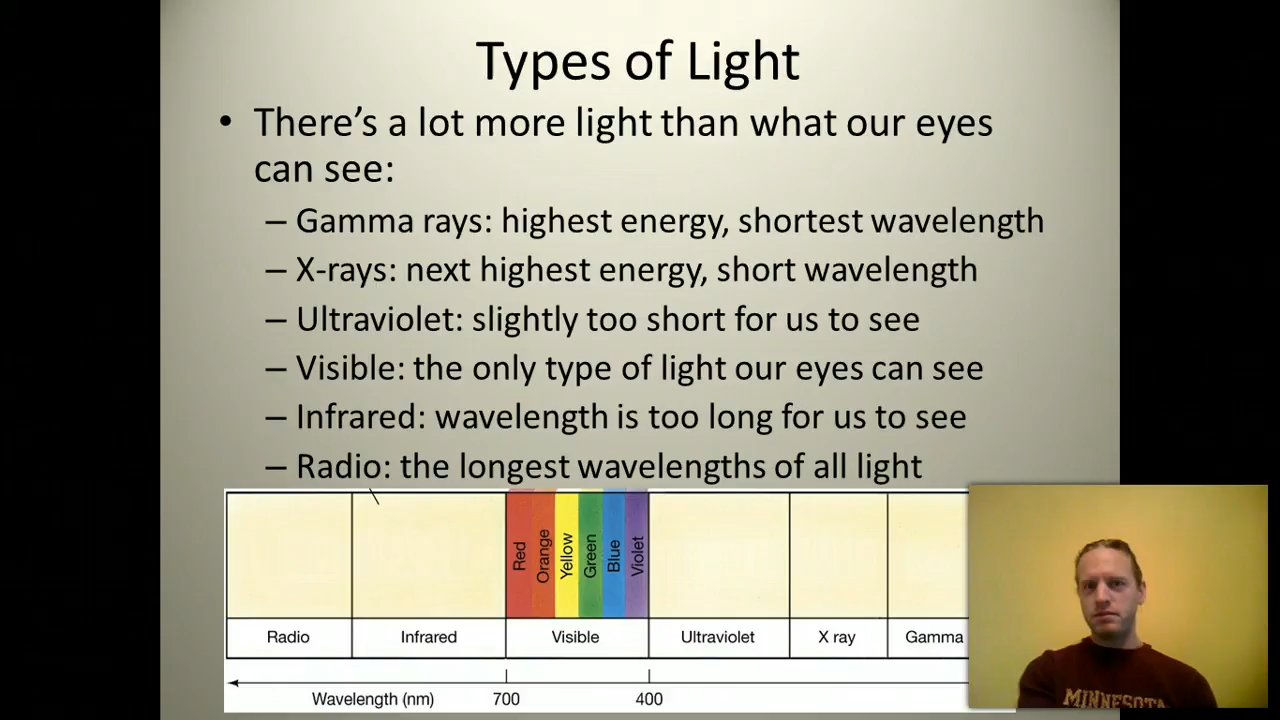 Types of Light
• There's a lot more light than what our eyes
can see:
– Gamma rays: highest energy, shortest wavelength
– X-rays: next highest energy, short wavelength
– Ultraviolet: slightly too short for us to see
– Visible: the only type of light our eyes can see
– Infrared: wavelength is too long for us to see
– Radio: the longest wavelengths of all light
Red Orange Yellow Green Blue Violet
Radio Infrared Visible Ultraviolet X ray Gamma
Wavelength (nm) 700 400
MINNESOTA